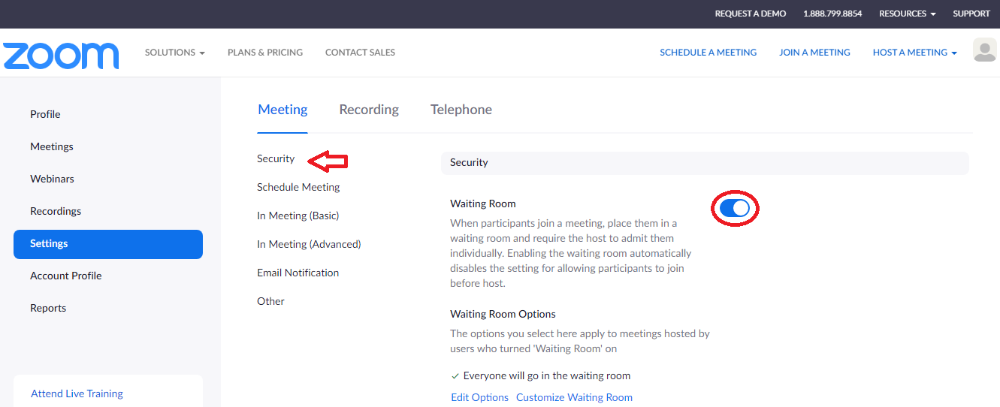 REQUEST A DEMO 1.888.799.8854 RESOURCES SUPPORT
zoom SOLUTIONS PLANS & PRICING CONTACT SALES SCHEDULE A MEETING JOIN A MEETING HOST A MEETING
Profile
Meetings
Webinars
Recordings
Settings
Account Profile
Reports
Attend Live Training
Meeting Recording Telephone
Security
Schedule Meeting
In Meeting (Basic)
In Meeting (Advanced)
Email Notification
Other
Security
Waiting Room
When participants join a meeting, place them in a
waiting room and require the host to admit them
individually. Enabling the waiting room automatically
disables the setting for allowing participants to join
before host.
Waiting Room Options
The options you select here apply to meetings hosted by
users who turned 'Waiting Room' on
✓ Everyone will go in the waiting room
Edit Options Customize Waiting Room